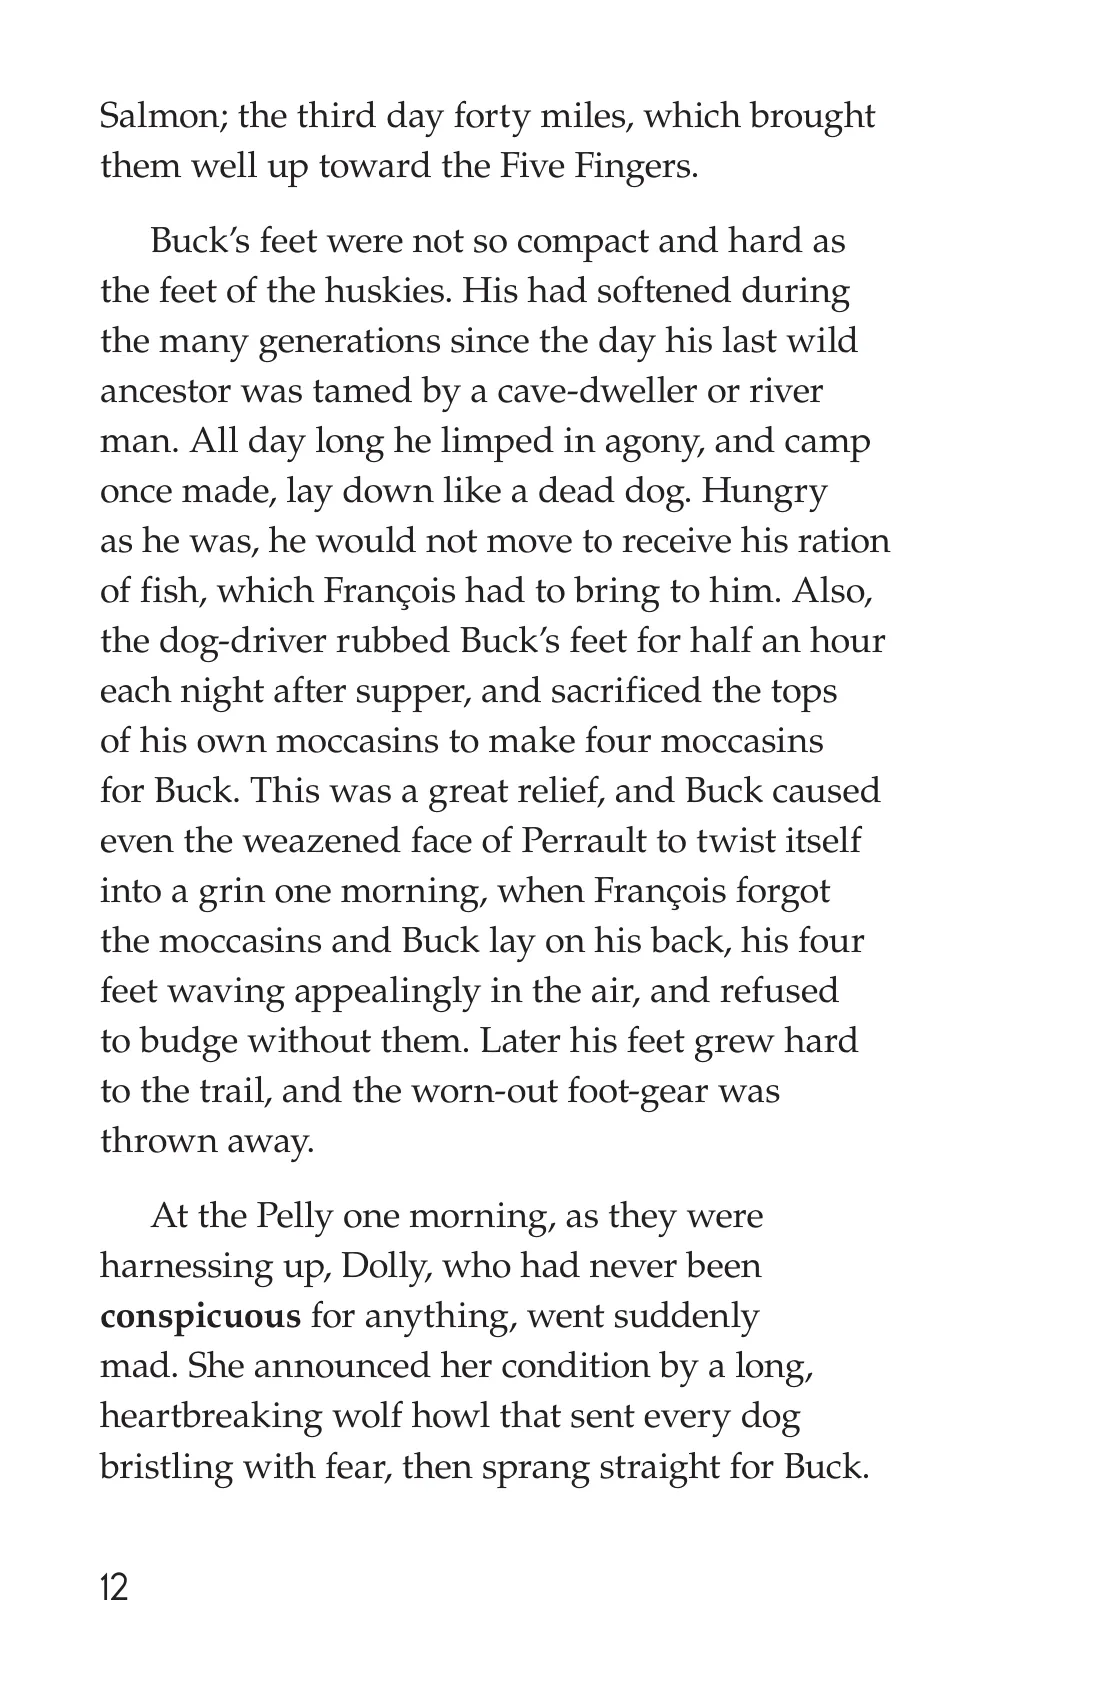 Salmon; the third day forty miles, which brought
them well up toward the Five Fingers.
Buck’s feet were not so compact and hard as
the feet of the huskies. His had softened during
the many generations since the day his last wild
ancestor was tamed by a cave-dweller or river
man. All day long he limped in agony, and camp
once made, lay down like a dead dog. Hungry
as he was, he would not move to receive his ration
of fish, which François had to bring to him. Also,
the dog-driver rubbed Buck’s feet for half an hour
each night after supper, and sacrificed the tops
of his own moccasins to make four moccasins
for Buck. This was a great relief, and Buck caused
even the weazened face of Perrault to twist itself
into a grin one morning, when François forgot
the moccasins and Buck lay on his back, his four
feet waving appealingly in the air, and refused
to budge without them. Later his feet grew hard
to the trail, and the worn-out foot-gear was
thrown away.
At the Pelly one morning, as they were
harnessing up, Dolly, who had never been
conspicuous for anything, went suddenly
mad. She announced her condition by a long,
heartbreaking wolf howl that sent every dog
bristling with fear, then sprang straight for Buck.
12